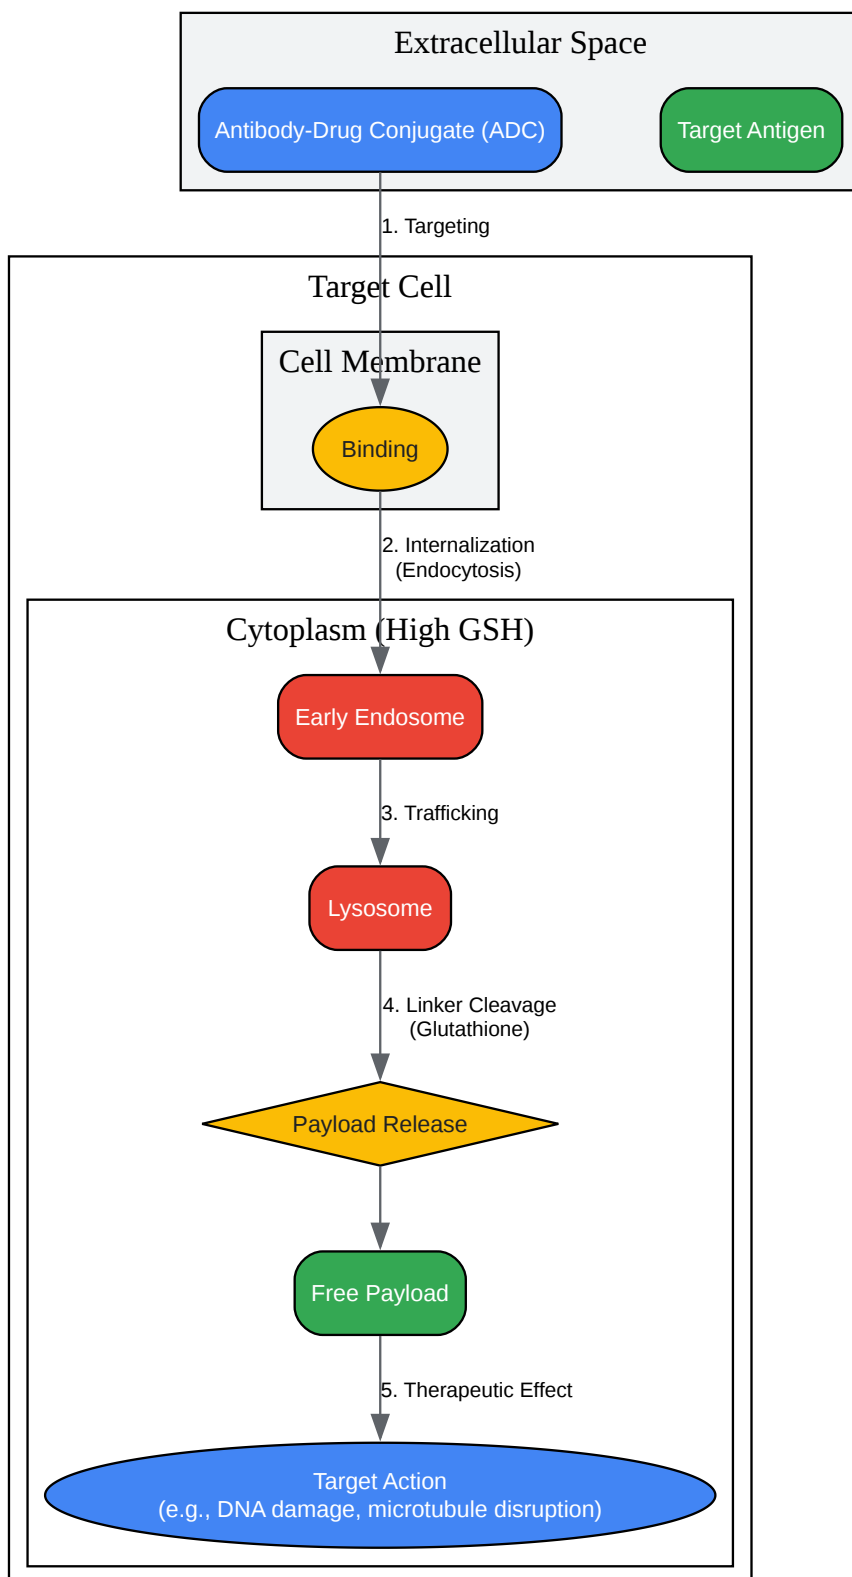 Extracellular Space
Antibody-Drug Conjugate (ADC)
Target Antigen
1. Targeting
Target Cell
Cell Membrane
Binding
2. Internalization
(Endocytosis)
Cytoplasm (High GSH)
Early Endosome
3. Trafficking
Lysosome
4. Linker Cleavage
(Glutathione)
Payload Release
Free Payload
5. Therapeutic Effect
Target Action
(e.g., DNA damage, microtubule disruption)